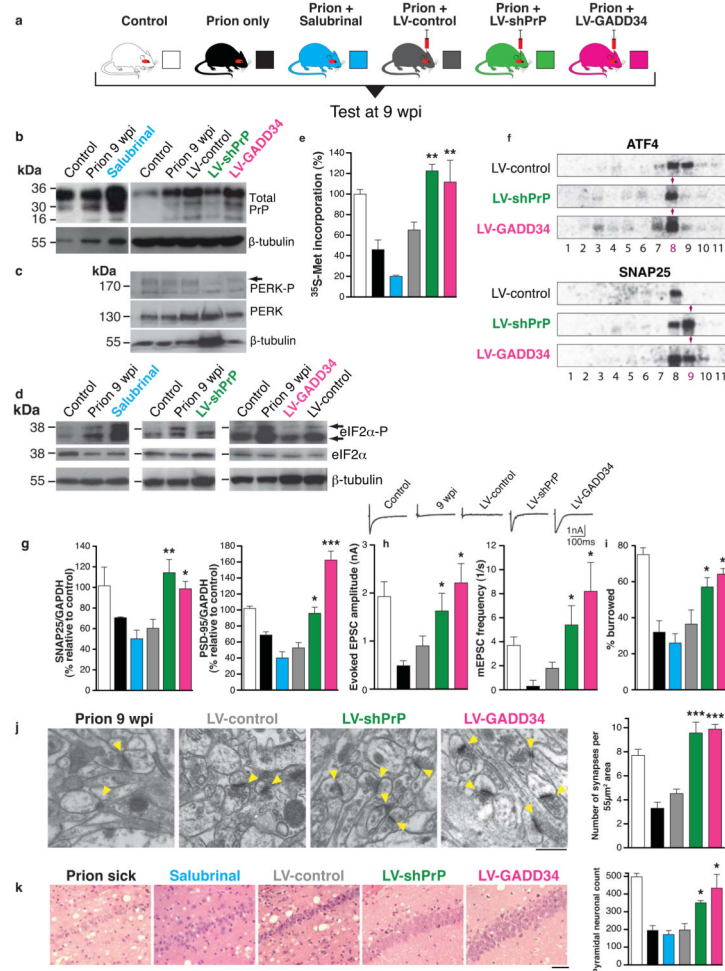 a
Control
Prion only
Prion + Salubrinal
Prion + LV-control
Prion + LV-shPrP
Prion + LV-GADD34
Test at 9 wpi
b
Control
Prion 9 wpi
Salubrinal
Control
Prion 9 wpi
LV-control
LV-shPrP
LV-GADD34
kDa
36
30
16
55
Total PrP
β-tubulin
c
kDa
170
130
55
PERK-P
PERK
β-tubulin
d
Control
Prion 9 wpi
Salubrinal
Control
Prion 9 wpi
LV-shPrP
Control
Prion 9 wpi
LV-GADD34
LV-control
kDa
38
38
55
eIF2α-P
eIF2α
β-tubulin
e
³⁵S-Met incorporation (%)
140
120
100
80
60
40
20
0
**
**
f
ATF4
LV-control
LV-shPrP
LV-GADD34
1 2 3 4 5 6 7 8 9 10 11
SNAP25
LV-control
LV-shPrP
LV-GADD34
1 2 3 4 5 6 7 8 9 10 11
Control
9 wpi
LV-control
LV-shPrP
LV-GADD34
1nA
100ms
g
SNAP25/GAPDH
(% relative to control)
140
120
100
80
60
40
20
0
**
*
PSD-95/GAPDH
(% relative to control)
180
160
140
120
100
80
60
40
20
0
*
***
h
Evoked EPSC amplitude (nA)
3
2
1
0
*
*
mEPSC frequency (1/s)
12
10
8
6
4
2
0
*
*
i
% burrowed
80
60
40
20
0
*
*
j
Prion 9 wpi
LV-control
LV-shPrP
LV-GADD34
Number of synapses per
55μm² area
10
8
6
4
2
0
***
***
k
Prion sick
Salubrinal
LV-control
LV-shPrP
LV-GADD34
Pyramidal neuronal count
500
400
300
200
100
0
*
*